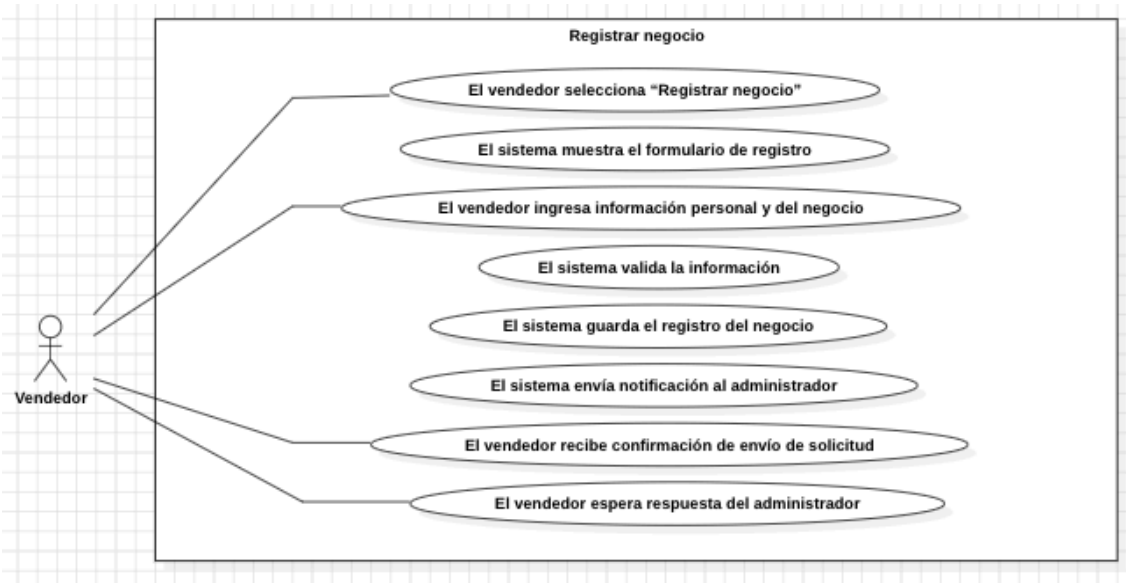 Registrar negocio
El vendedor selecciona “Registrar negocio”
El sistema muestra el formulario de registro
El vendedor ingresa información personal y del negocio
El sistema valida la información
El sistema guarda el registro del negocio
El sistema envía notificación al administrador
Vendedor
El vendedor recibe confirmación de envío de solicitud
El vendedor espera respuesta del administrador